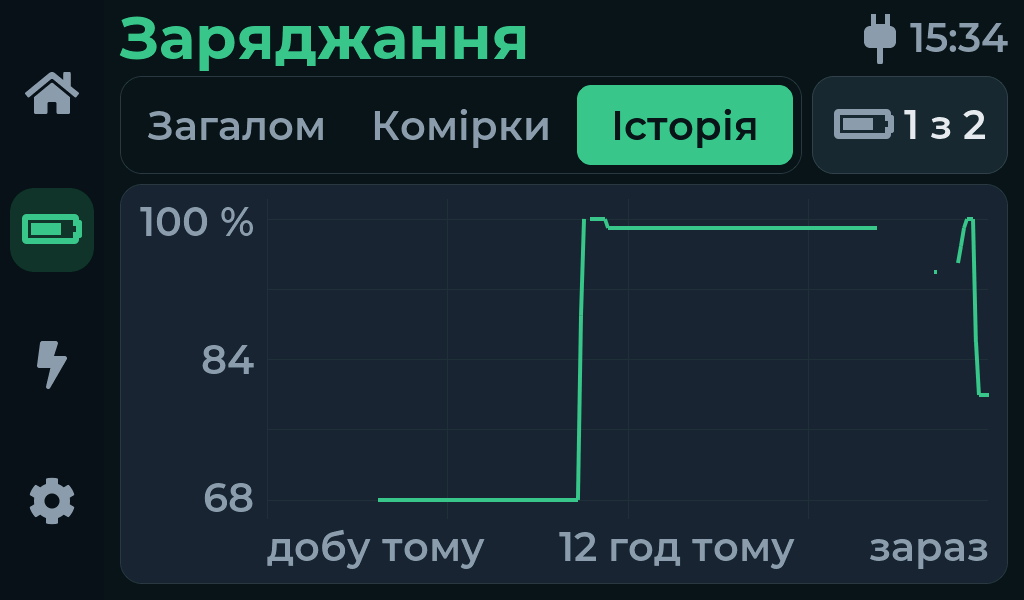 Заряджання
15:34
Загалом Комірки Історія
1 з 2
100 %
84
68
добу тому 12 год тому зараз